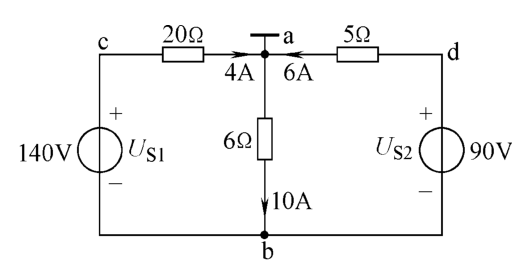 c 20Ω a 5Ω d
4A 6A
+ +
140V U_S1 6Ω U_S2 90V
− −
10A
b